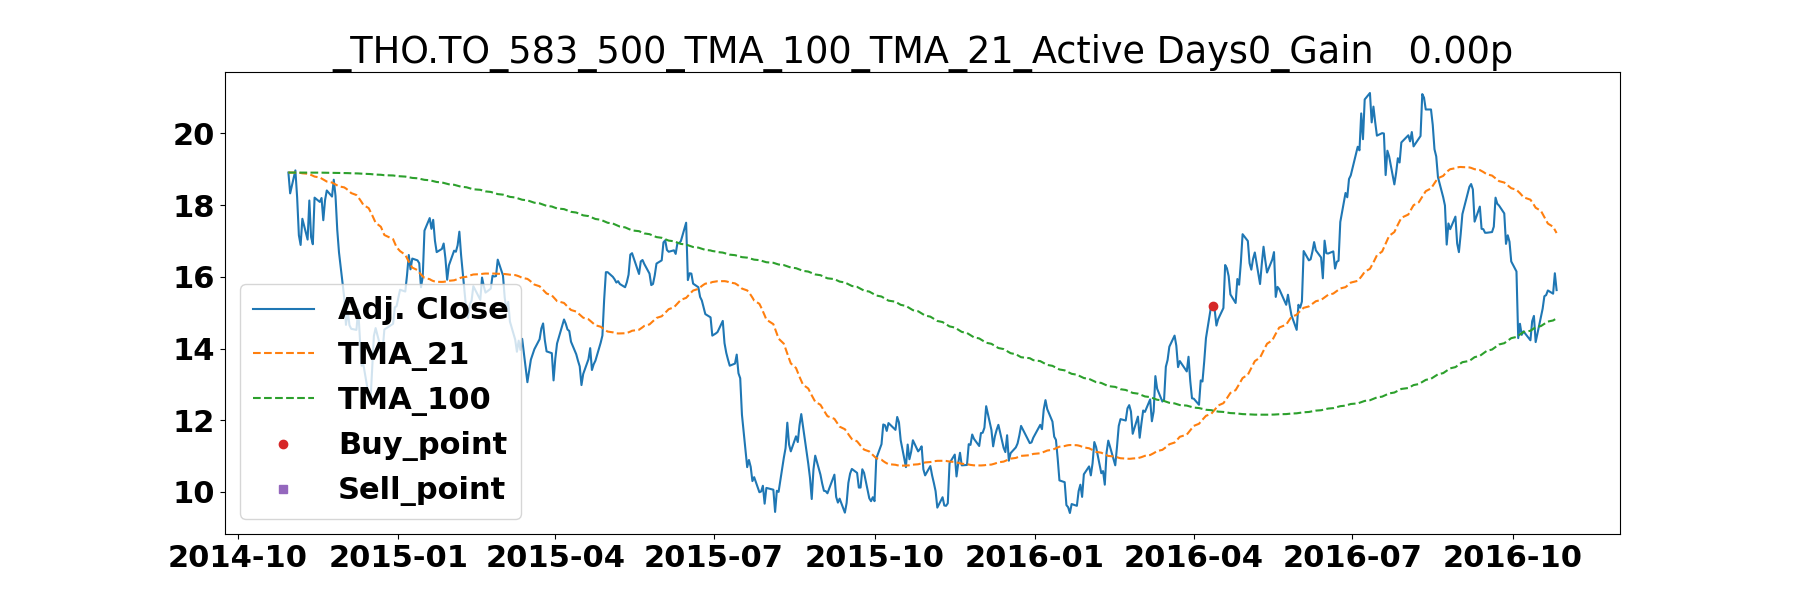 _THO.TO_583_500_TMA_100_TMA_21_Active Days0_Gain   0.00p
20
18
16
14
12
10
Adj. Close
TMA_21
TMA_100
Buy_point
Sell_point
2014-10 2015-01 2015-04 2015-07 2015-10 2016-01 2016-04 2016-07 2016-10